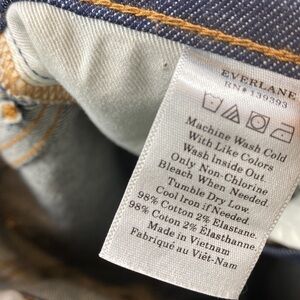 EVERLANE
RN# 139393
Machine Wash Cold
With Like Colors
Wash Inside Out.
Only Non-Chlorine
Bleach When Needed.
Tumble Dry Low.
Cool Iron if Needed.
98% Cotton 2% Elastane.
98% Coton 2% Élasthanne.
Made in Vietnam
Fabriqué au Việt-Nam